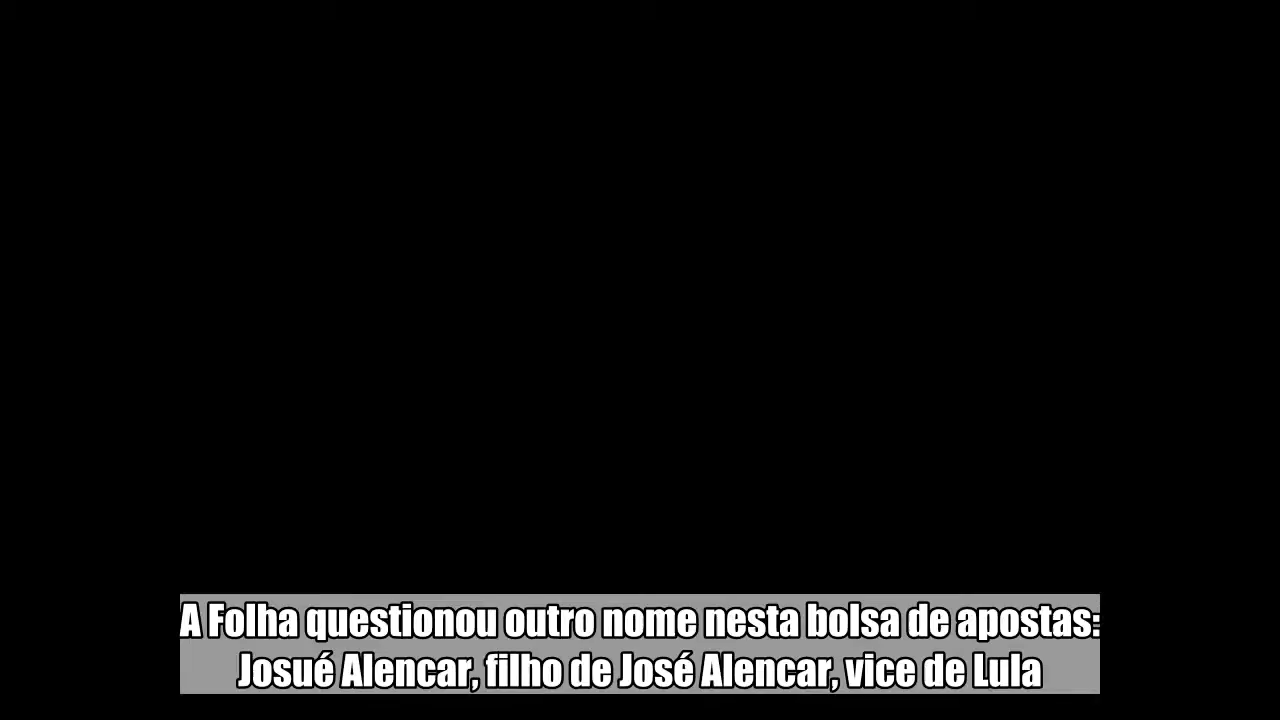 A Folha questionou outro nome nesta bolsa de apostas:
Josué Alencar, filho de José Alencar, vice de Lula